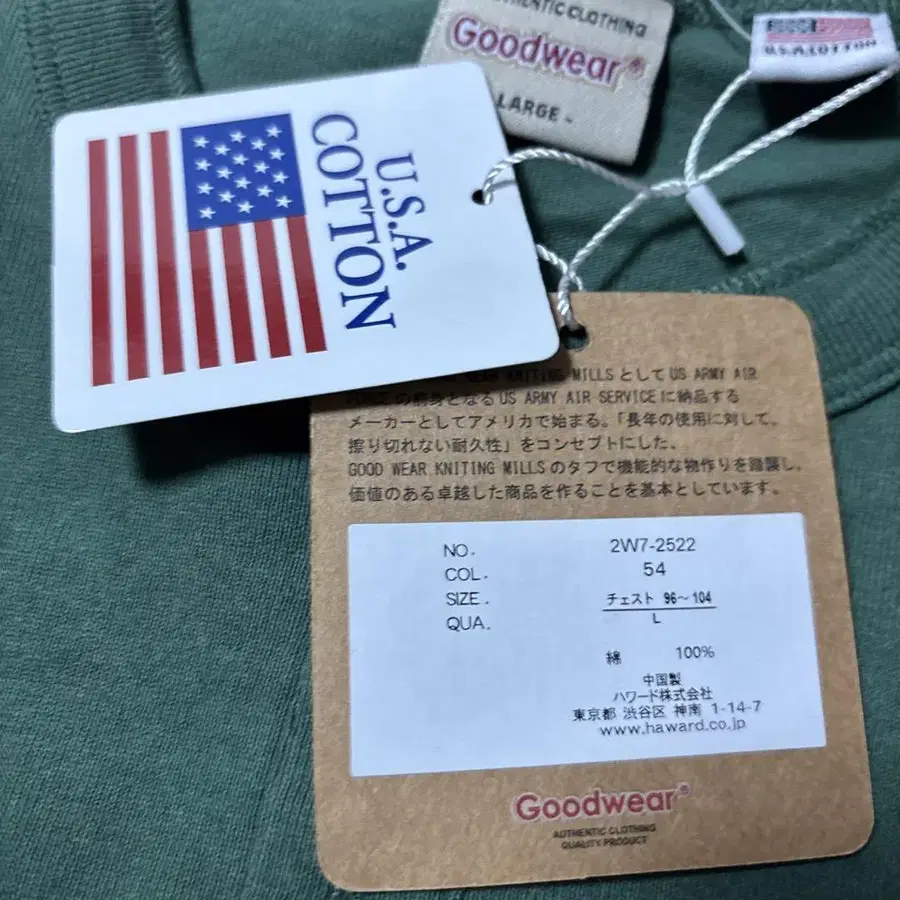 AUTHENTIC CLOTHING
Goodwear®
LARGE
U.S.A. COTTON
U.S.A.
COTTON
KNITING MILLS として US ARMY AIR
の前身となる US ARMY AIR SERVICE に納品する
メーカーとしてアメリカで始まる。「長年の使用に対して、
擦り切れない耐久性」をコンセプトにした。
GOOD WEAR KNITING MILLS のタフで機能的な物作りを踏襲し、
価値のある卓越した商品を作ることを基本としています。
NO. 2W7-2522
COL. 54
SIZE. チェスト 96～104
L
QUA.
綿 100%
中国製
ハワード株式会社
東京都 渋谷区 神南 1-14-7
www.haward.co.jp
Goodwear®
AUTHENTIC CLOTHING
QUALITY PRODUCT